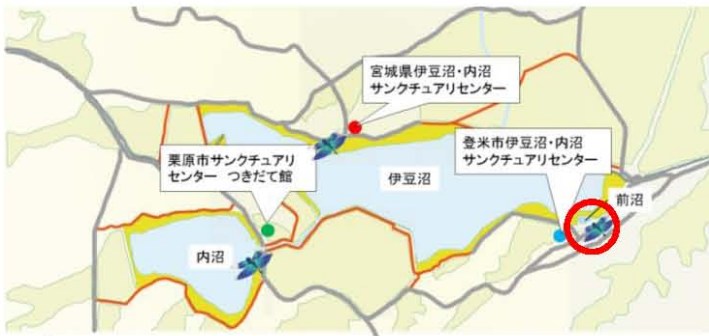 宮城県伊豆沼・内沼
サンクチュアリセンター
栗原市サンクチュアリ
センター つきだて館
登米市伊豆沼・内沼
サンクチュアリセンター
伊豆沼
前沼
内沼